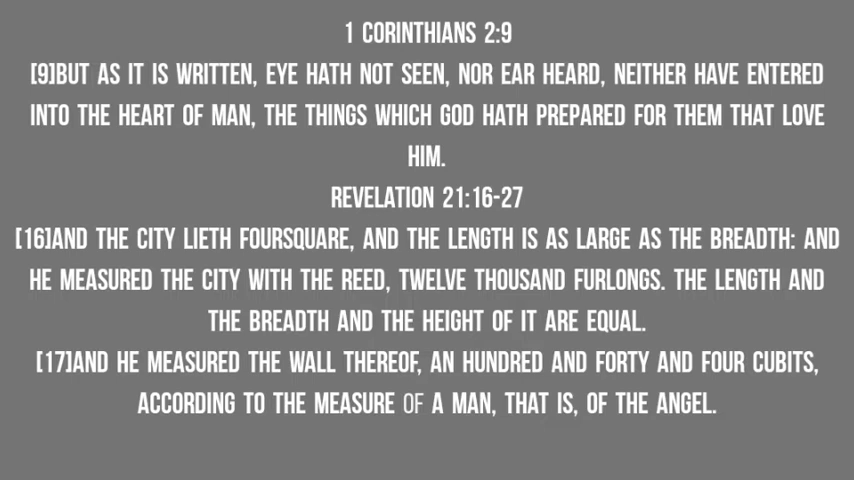 1 CORINTHIANS 2:9
[9]BUT AS IT IS WRITTEN, EYE HATH NOT SEEN, NOR EAR HEARD, NEITHER HAVE ENTERED
INTO THE HEART OF MAN, THE THINGS WHICH GOD HATH PREPARED FOR THEM THAT LOVE
HIM.
REVELATION 21:16-27
[16]AND THE CITY LIETH FOURSQUARE, AND THE LENGTH IS AS LARGE AS THE BREADTH: AND
HE MEASURED THE CITY WITH THE REED, TWELVE THOUSAND FURLONGS. THE LENGTH AND
THE BREADTH AND THE HEIGHT OF IT ARE EQUAL.
[17]AND HE MEASURED THE WALL THEREOF, AN HUNDRED AND FORTY AND FOUR CUBITS,
ACCORDING TO THE MEASURE OF A MAN, THAT IS, OF THE ANGEL.